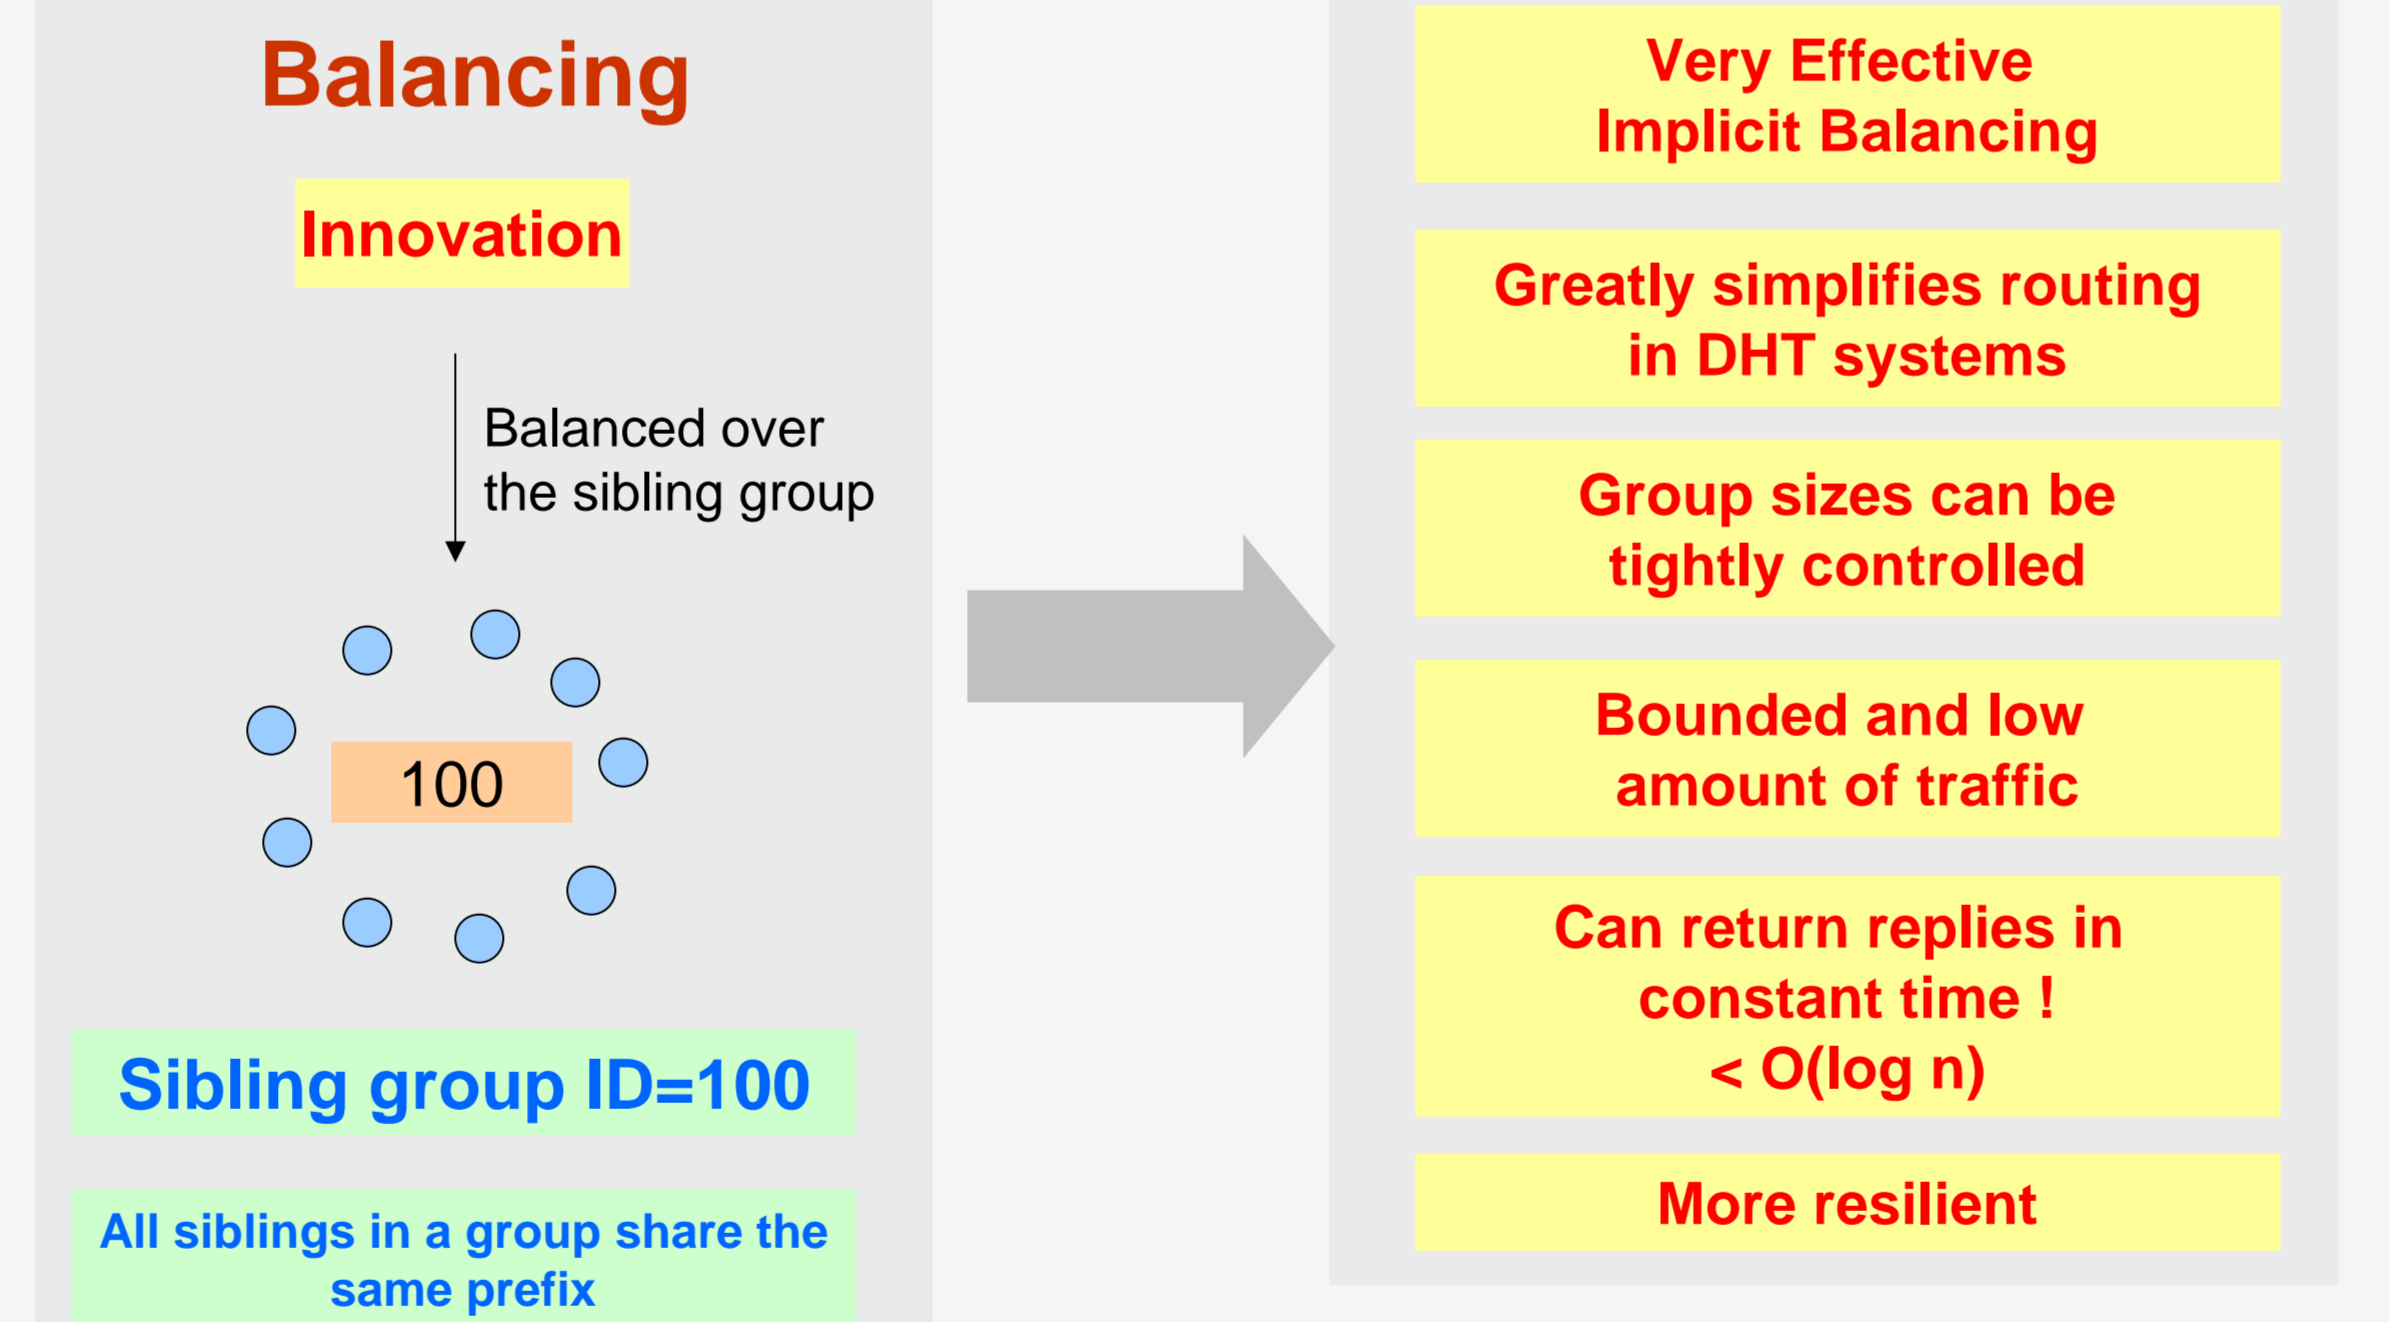 Balancing
Innovation
Balanced over
the sibling group
100
Sibling group ID=100
All siblings in a group share the
same prefix
Very Effective
Implicit Balancing
Greatly simplifies routing
in DHT systems
Group sizes can be
tightly controlled
Bounded and low
amount of traffic
Can return replies in
constant time !
< O(log n)
More resilient